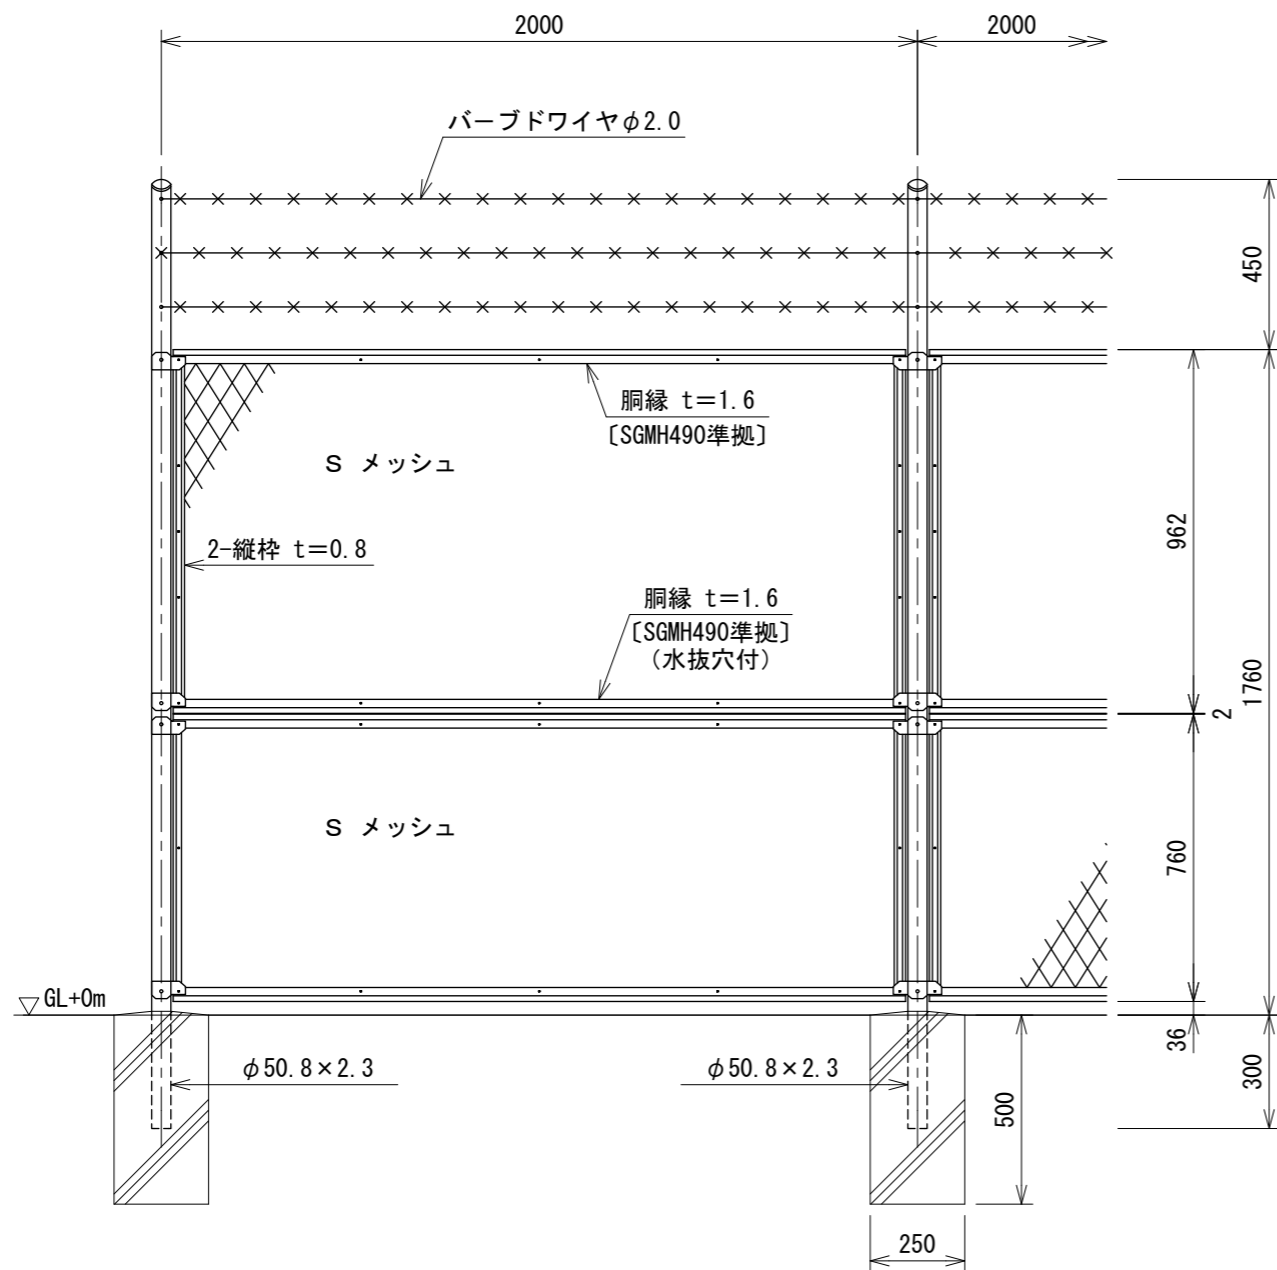 2000
2000
バーブドワイヤφ2.0
450
胴縁 t=1.6
〔SGMH490準拠〕
S メッシュ
962
2-縦枠 t=0.8
胴縁 t=1.6
〔SGMH490準拠〕
(水抜穴付)
1760
2
S メッシュ
760
GL+0m
36
φ50.8×2.3
φ50.8×2.3
300
500
250